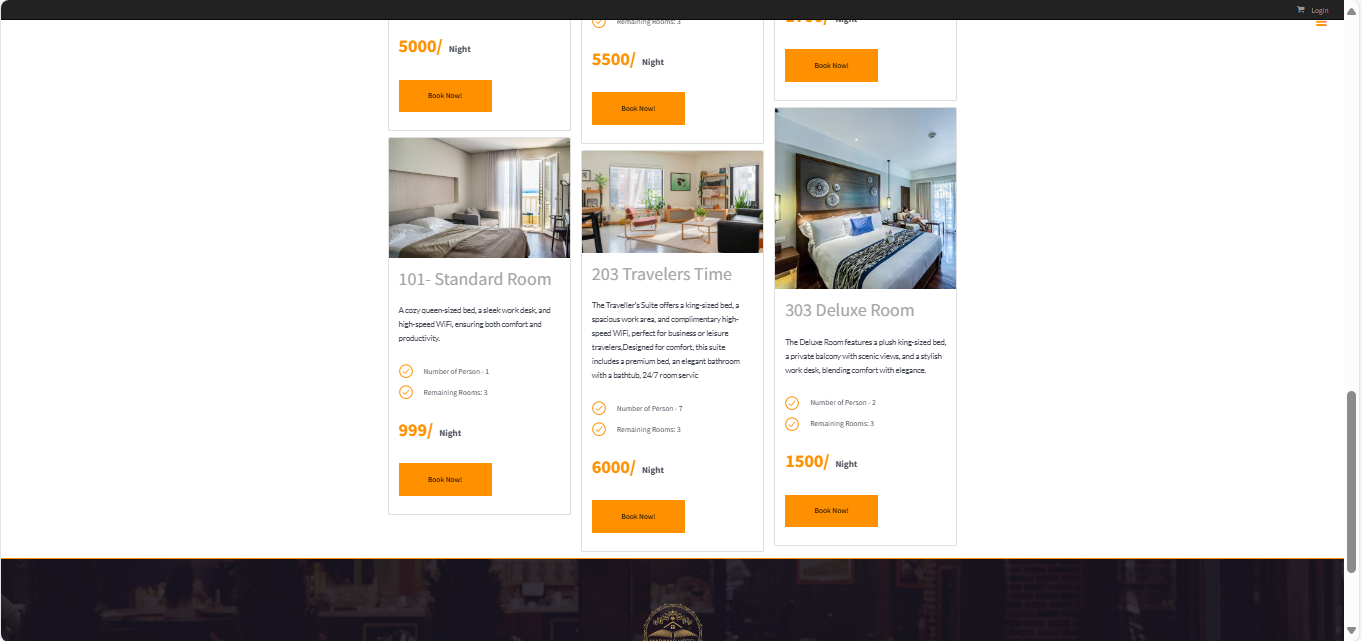 Login
Remaining Rooms: 3
Night
5000/ Night
5500/ Night
Book Now!
Book Now!
Book Now!
101- Standard Room
A cozy queen-sized bed, a sleek work desk, and
high-speed WiFi, ensuring both comfort and
productivity.
Number of Person - 1
Remaining Rooms: 3
999/ Night
Book Now!
203 Travelers Time
The Traveller's Suite offers a king-sized bed, a
spacious work area, and complimentary high-
speed WiFi, perfect for business or leisure
travelers,Designed for comfort, this suite
includes a premium bed, an elegant bathroom
with a bathtub, 24/7 room servic
Number of Person - 7
Remaining Rooms: 3
6000/ Night
Book Now!
303 Deluxe Room
The Deluxe Room features a plush king-sized bed,
a private balcony with scenic views, and a stylish
work desk, blending comfort with elegance.
Number of Person - 2
Remaining Rooms: 3
1500/ Night
Book Now!